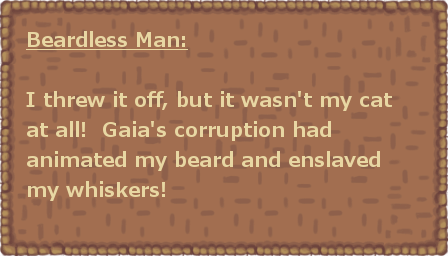 Beardless Man:
I threw it off, but it wasn't my cat
at all!  Gaia's corruption had
animated my beard and enslaved
my whiskers!